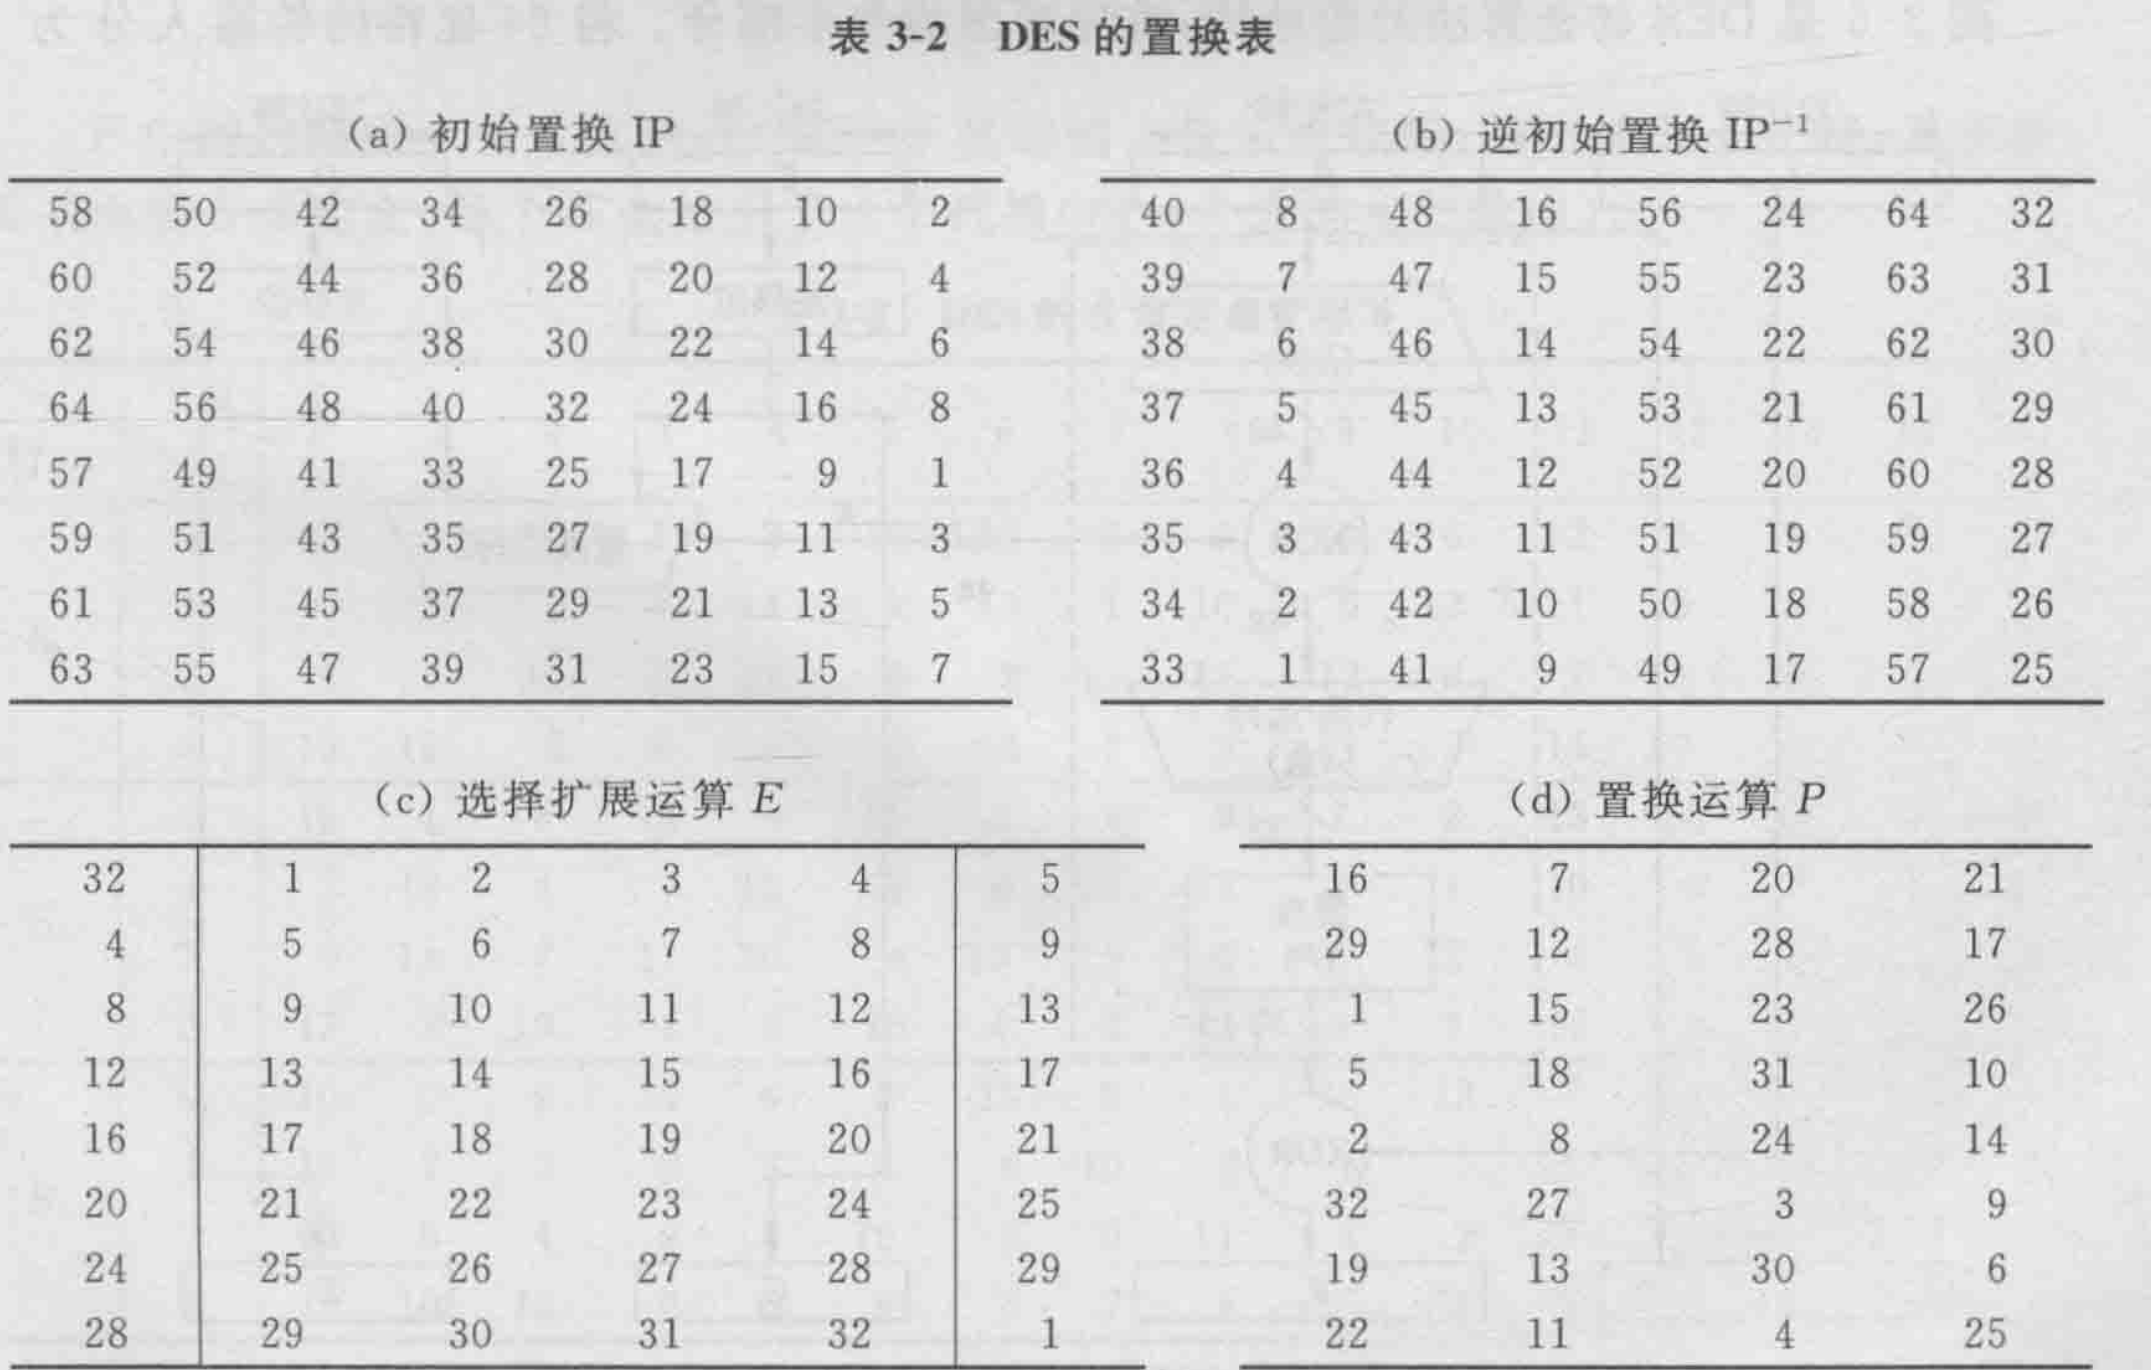 表 3-2 DES 的置换表
(a) 初始置换 IP
58 50 42 34 26 18 10 2
60 52 44 36 28 20 12 4
62 54 46 38 30 22 14 6
64 56 48 40 32 24 16 8
57 49 41 33 25 17 9 1
59 51 43 35 27 19 11 3
61 53 45 37 29 21 13 5
63 55 47 39 31 23 15 7
(b) 逆初始置换 IP⁻¹
40 8 48 16 56 24 64 32
39 7 47 15 55 23 63 31
38 6 46 14 54 22 62 30
37 5 45 13 53 21 61 29
36 4 44 12 52 20 60 28
35 3 43 11 51 19 59 27
34 2 42 10 50 18 58 26
33 1 41 9 49 17 57 25
(c) 选择扩展运算 E
32 1 2 3 4 5
4 5 6 7 8 9
8 9 10 11 12 13
12 13 14 15 16 17
16 17 18 19 20 21
20 21 22 23 24 25
24 25 26 27 28 29
28 29 30 31 32 1
(d) 置换运算 P
16 7 20 21
29 12 28 17
1 15 23 26
5 18 31 10
2 8 24 14
32 27 3 9
19 13 30 6
22 11 4 25